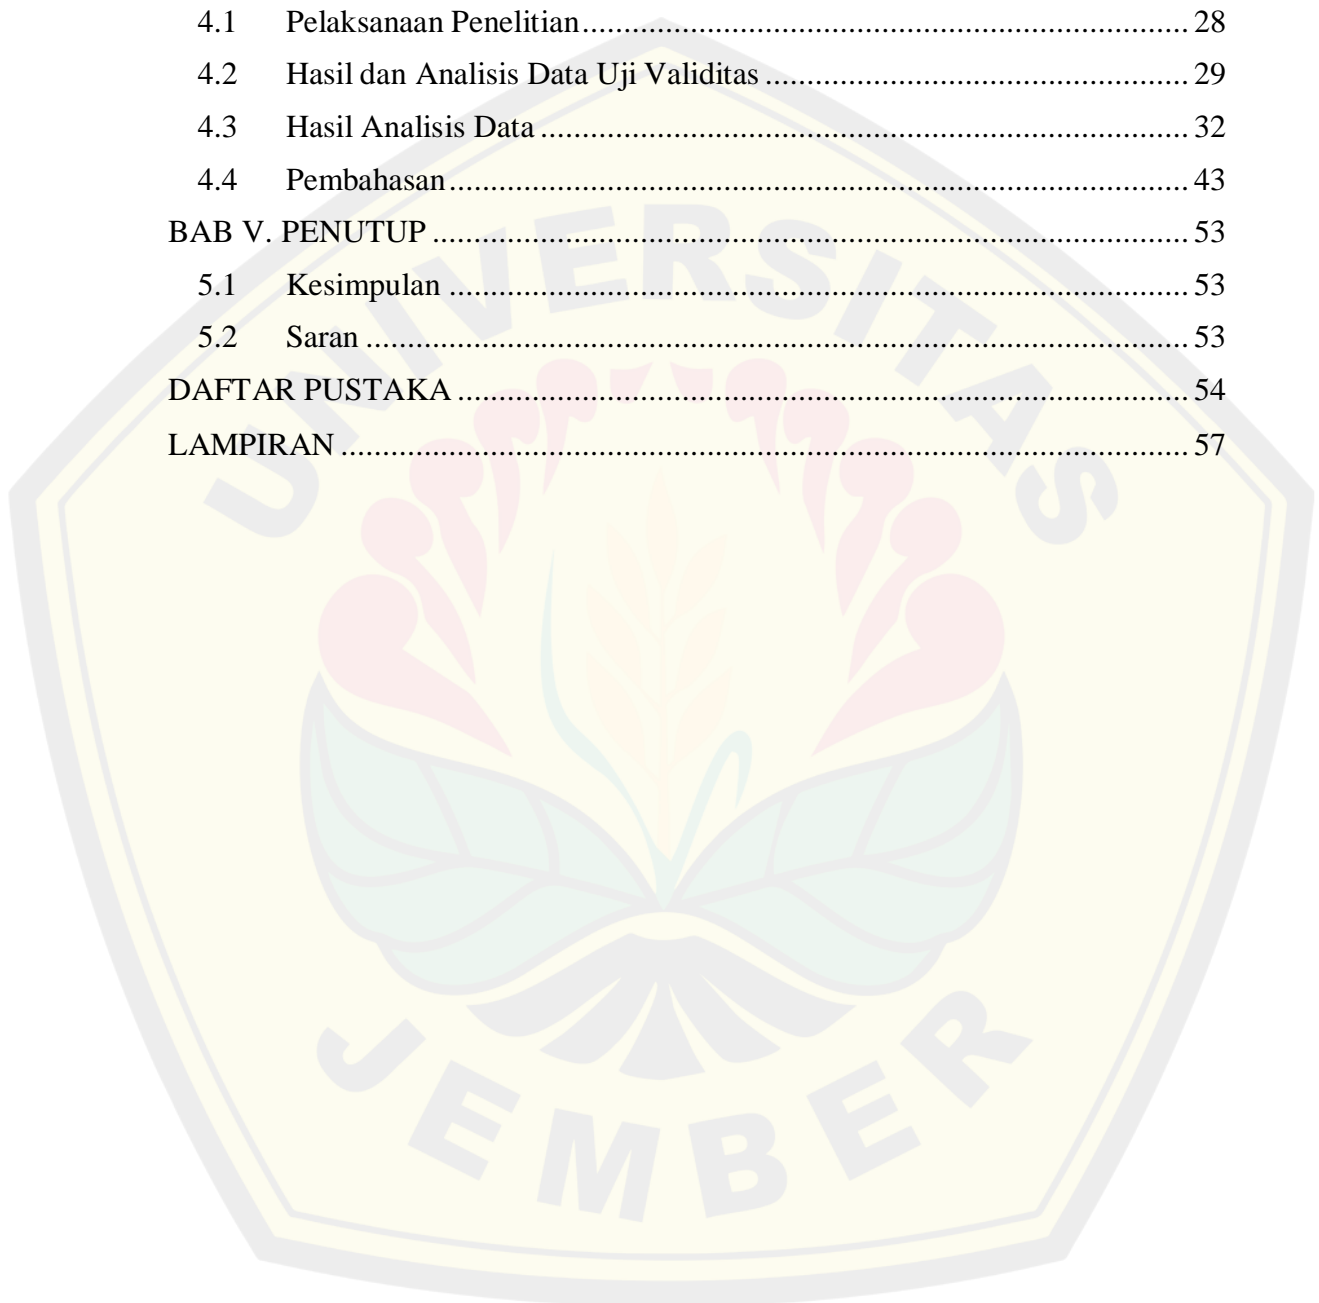 4.1 Pelaksanaan Penelitian........................................................................ 28
4.2 Hasil dan Analisis Data Uji Validitas .................................................. 29
4.3 Hasil Analisis Data ............................................................................. 32
4.4 Pembahasan........................................................................................ 43
BAB V. PENUTUP .......................................................................................... 53
5.1 Kesimpulan ........................................................................................ 53
5.2 Saran .................................................................................................. 53
DAFTAR PUSTAKA ....................................................................................... 54
LAMPIRAN ..................................................................................................... 57
UNIVERSITAS
JEMBER